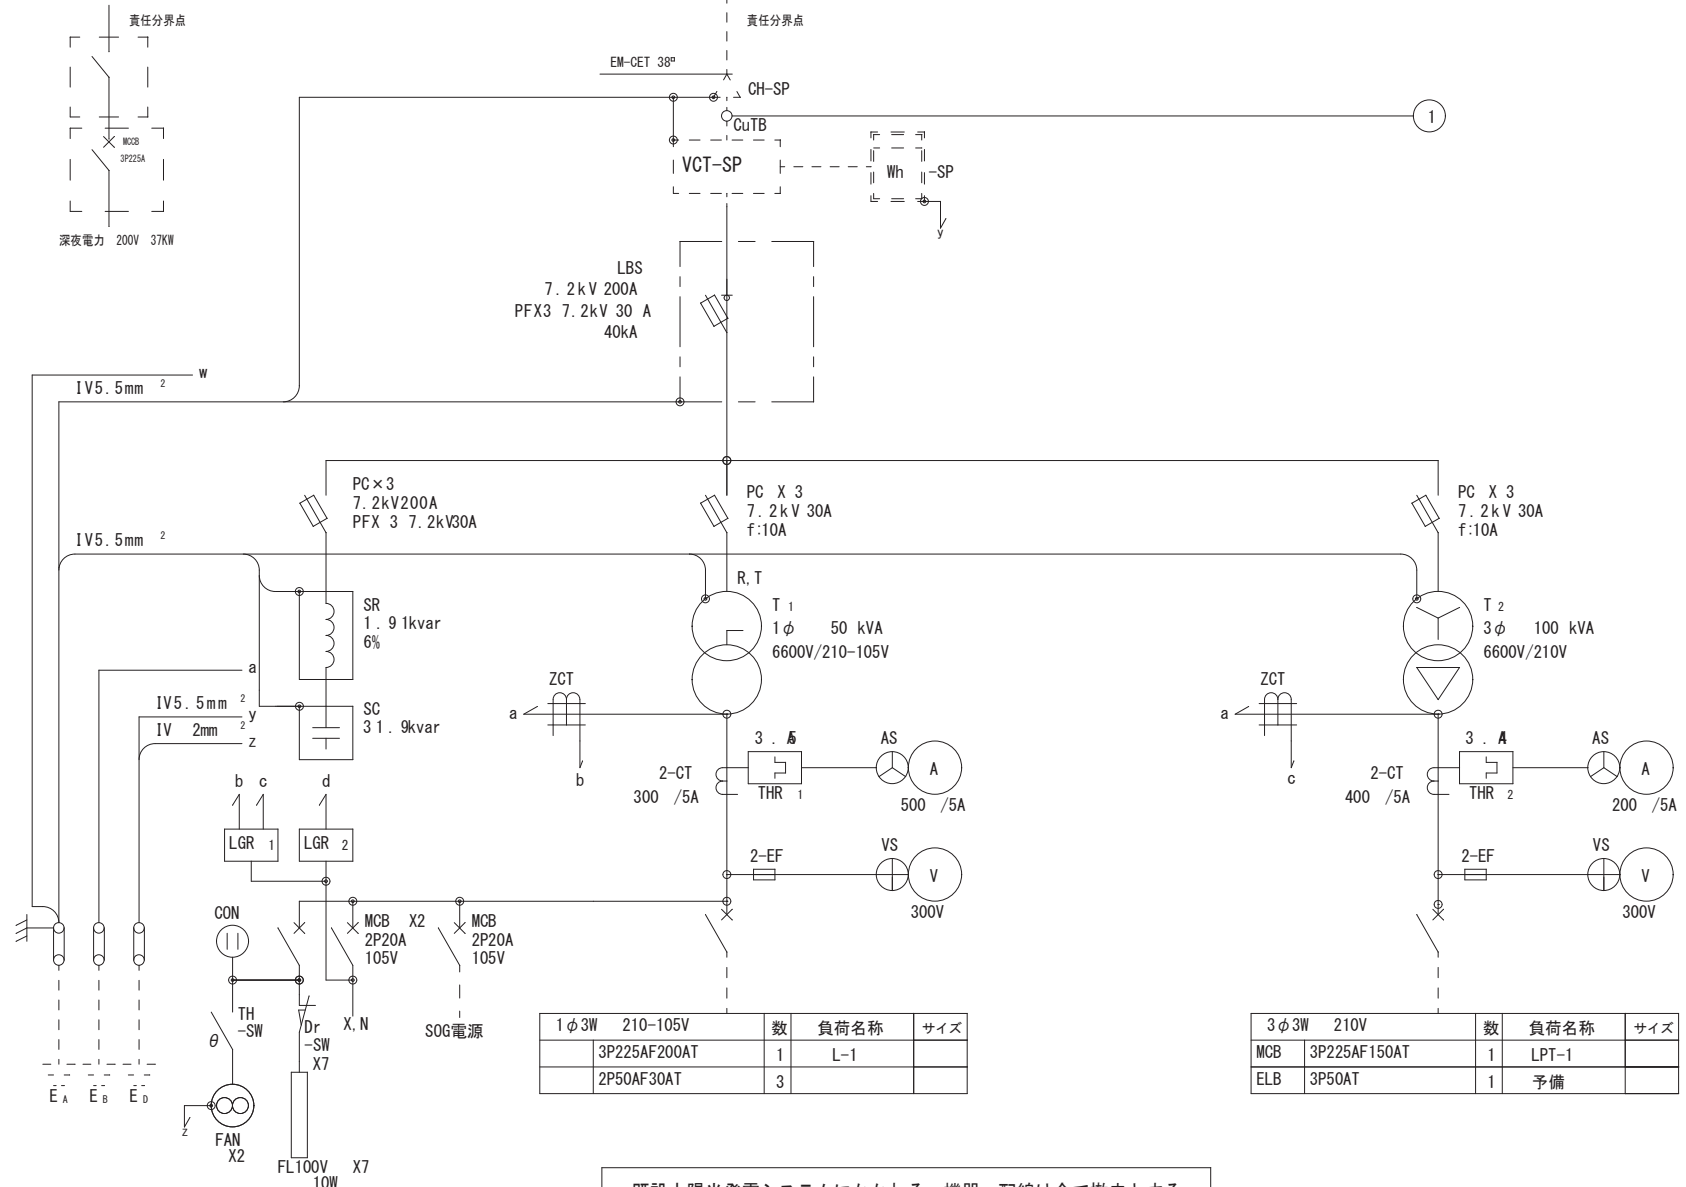 責任分界点
MCCB
3P225A
深夜電力 200V 37KW
責任分界点
EM-CET 38□
CH-SP
CuTB
1
VCT-SP
Wh
-SP
y
LBS
7.2kV 200A
PFX3 7.2kV 30 A
40kA
w
IV5.5mm 2
PC×3
7.2kV200A
PFX 3 7.2kV30A
PC X 3
7.2kV 30A
f:10A
PC X 3
7.2kV 30A
f:10A
IV5.5mm 2
R,T
SR
1.91kvar
6%
T 1
1φ 50 kVA
6600V/210-105V
T 2
3φ 100 kVA
6600V/210V
a
IV5.5mm 2
y
IV 2mm 2
z
SC
31.9kvar
ZCT
a
b
ZCT
a
c
2-CT
300 /5A
THR 1
AS
A
500 /5A
2-CT
400 /5A
THR 2
AS
A
200 /5A
b c d
LGR 1
LGR 2
2-EF
VS
V
300V
2-EF
VS
V
300V
CON
MCB X2
2P20A
105V
MCB
2P20A
105V
TH
-SW
θ
Dr
-SW
X7
X,N
SOG電源
E A
E B
E D
z
FAN
X2
FL100V X7
10W
1φ3W 210-105V 数 負荷名称 サイズ
3P225AF200AT 1 L-1
2P50AF30AT 3
3φ3W 210V 数 負荷名称 サイズ
MCB 3P225AF150AT 1 LPT-1
ELB 3P50AT 1 予備